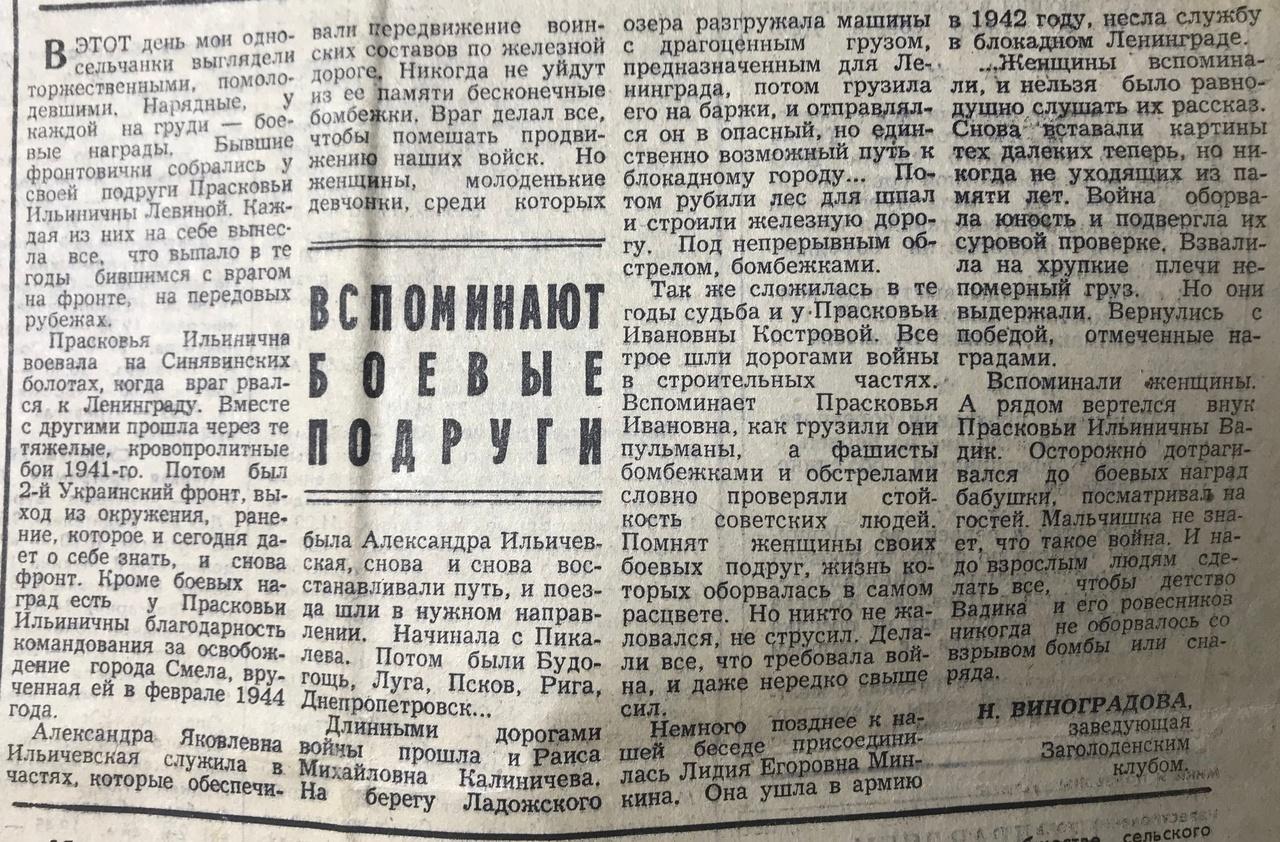 В ЭТОТ день мои одно-
сельчанки выглядели
торжественными, помоло-
девшими. Нарядные, у
каждой на груди — бое-
вые награды. Бывшие
фронтовички собрались у
своей подруги Прасковьи
Ильиничны Левиной. Каж-
дая из них на себе вынес-
ла все, что выпало в те
годы бившимся с врагом
на фронте, на передовых
рубежах.
Прасковья Ильинична
воевала на Синявинских
болотах, когда враг рвал-
ся к Ленинграду. Вместе
с другими прошла через те
тяжелые, кровопролитные
бои 1941-го. Потом был
2-й Украинский фронт, вы-
ход из окружения, ране-
ние, которое и сегодня да-
ет о себе знать, и снова
фронт. Кроме боевых на-
град есть у Прасковьи
Ильиничны благодарность
командования за освобож-
дение города Смела, вру-
ченная ей в феврале 1944
года.
Александра Яковлевна
Ильичевская служила в
частях, которые обеспечи-
вали передвижение воин-
ских составов по железной
дороге. Никогда не уйдут
из ее памяти бесконечные
бомбежки. Враг делал все,
чтобы помешать продви-
жению наших войск. Но
женщины, молоденькие
девчонки, среди которых
ВСПОМИНАЮТ
БОЕВЫЕ
ПОДРУГИ
была Александра Ильичев-
ская, снова и снова вос-
станавливали путь, и поез-
да шли в нужном направ-
лении. Начинала с Пика-
лева. Потом были Будо-
гощь, Луга, Псков, Рига,
Днепропетровск...
Длинными дорогами
войны прошла и Раиса
Михайловна Калиничева.
На берегу Ладожского
озера разгружала машины
с драгоценным грузом,
предназначенным для Ле-
нинграда, потом грузила
его на баржи, и отправлял-
ся он в опасный, но един-
ственно возможный путь к
блокадному городу... По-
том рубили лес для шпал
и строили железную доро-
гу. Под непрерывным об-
стрелом, бомбежками.
Так же сложилась в те
годы судьба и у Прасковьи
Ивановны Костровой. Все
трое шли дорогами войны
в строительных частях.
Вспоминает Прасковья
Ивановна, как грузили они
пульманы, а фашисты
бомбежками и обстрелами
словно проверяли стой-
кость советских людей.
Помнят женщины своих
боевых подруг, жизнь ко-
торых оборвалась в самом
расцвете. Но никто не жа-
ловался, не струсил. Дела-
ли все, что требовала вой-
на, и даже нередко свыше
сил.
Немного позднее к на-
шей беседе присоедини-
лась Лидия Егоровна Мин-
кина. Она ушла в армию
в 1942 году, несла службу
в блокадном Ленинграде.
...Женщины вспомина-
ли, и нельзя было равно-
душно слушать их рассказ.
Снова вставали картины
тех далеких теперь, но ни-
когда не уходящих из па-
мяти лет. Война оборва-
ла юность и подвергла их
суровой проверке. Взвали-
ла на хрупкие плечи не-
померный груз. Но они
выдержали. Вернулись с
победой, отмеченные на-
градами.
Вспоминали женщины.
А рядом вертелся внук
Прасковьи Ильиничны Ва-
дик. Осторожно дотраги-
вался до боевых наград
бабушки, посматривал на
гостей. Мальчишка не зна-
ет, что такое война. И на-
до взрослым людям сде-
лать все, чтобы детство
Вадика и его ровесников
никогда не оборвалось со
взрывом бомбы или сна-
ряда.
Н. ВИНОГРАДОВА,
заведующая
Заголоденским
клубом.
сельского